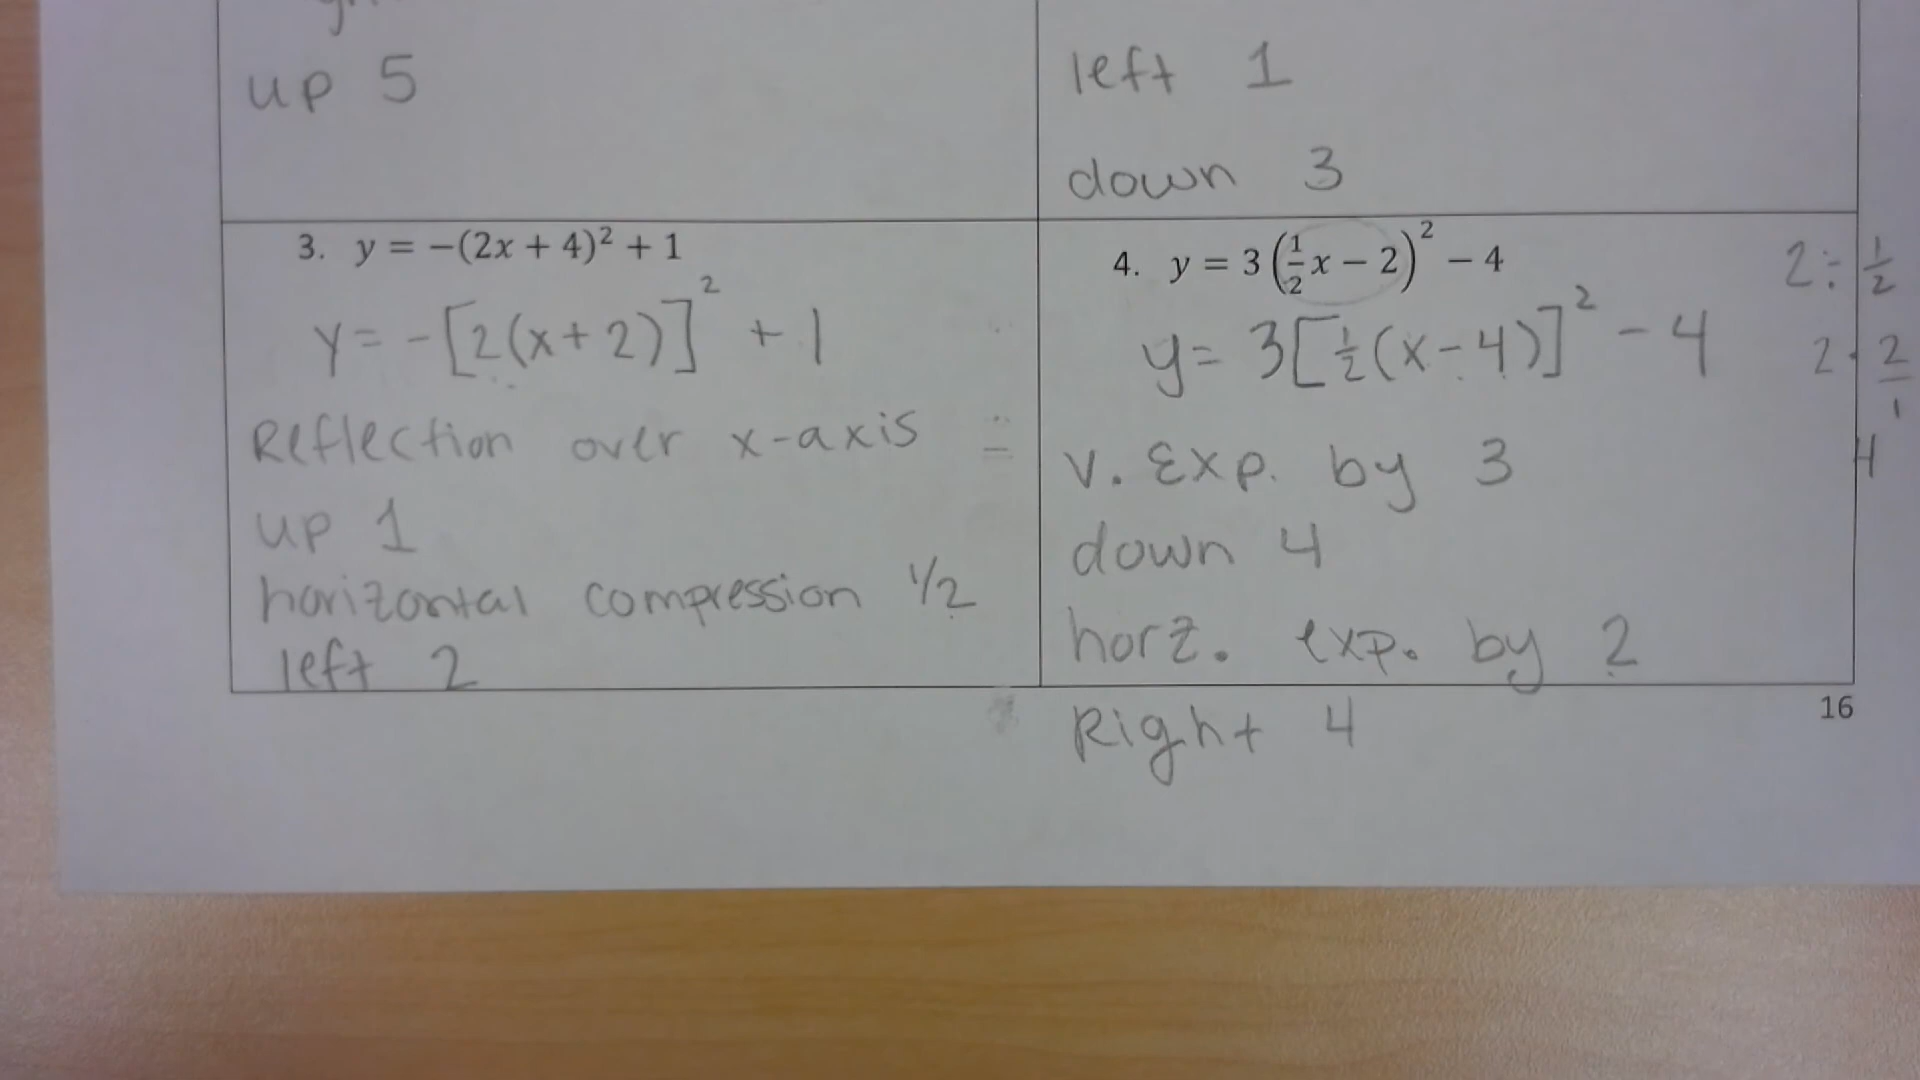 up 5
left 1
down 3
3. y = −(2x + 4)² + 1
y = -[2(x+2)]² + 1
Reflection over x-axis
up 1
horizontal compression 1/2
left 2
4. y = 3(1/2x − 2)² − 4
y = 3[1/2(x-4)]² - 4
v. Exp. by 3
down 4
horz. exp. by 2
Right 4
2 ÷ 1/2
2 · 2/1
4
16